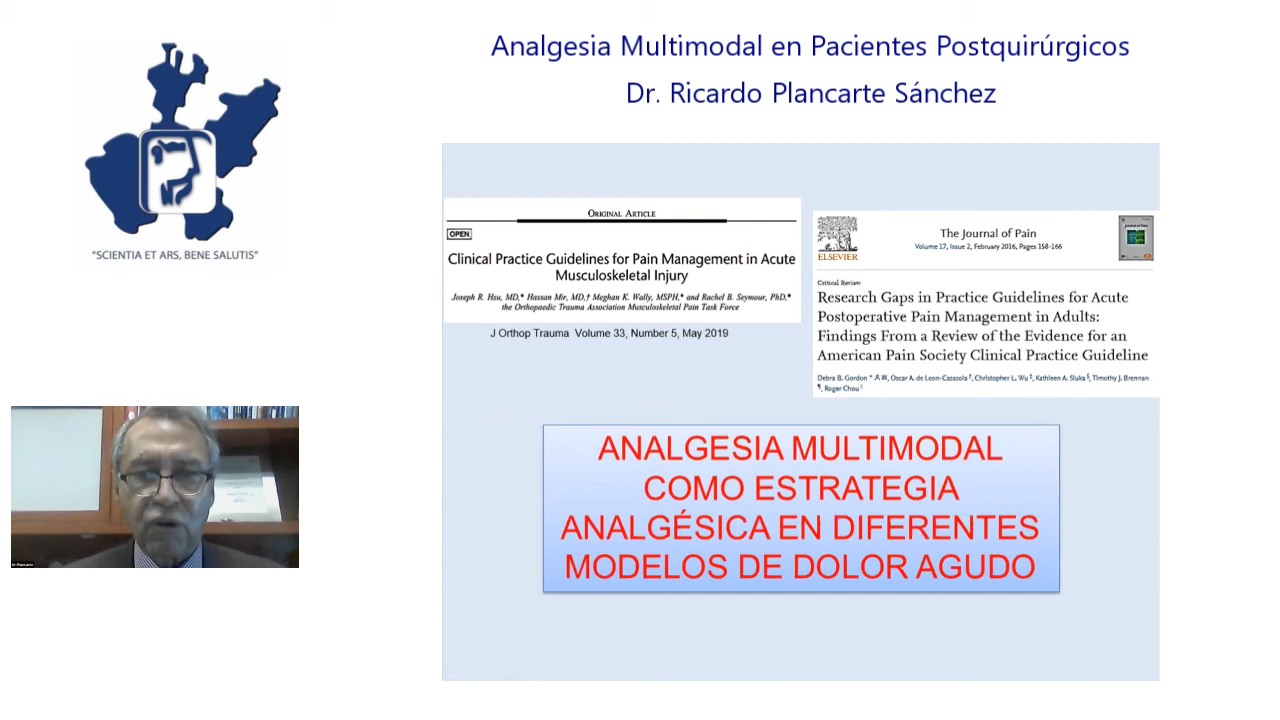 Analgesia Multimodal en Pacientes Postquirúrgicos
Dr. Ricardo Plancarte Sánchez
"SCIENTIA ET ARS, BENE SALUTIS"
ORIGINAL ARTICLE
OPEN
Clinical Practice Guidelines for Pain Management in Acute
Musculoskeletal Injury
Joseph R. Hsu, MD,* Hassan Mir, MD,† Meghan K. Wally, MSPH,* and Rachel B. Seymour, PhD,*
the Orthopaedic Trauma Association Musculoskeletal Pain Task Force
J Orthop Trauma Volume 33, Number 5, May 2019
ELSEVIER
The Journal of Pain
Volume 17, Issue 2, February 2016, Pages 158-166
Critical Review
Research Gaps in Practice Guidelines for Acute
Postoperative Pain Management in Adults:
Findings From a Review of the Evidence for an
American Pain Society Clinical Practice Guideline
Debra B. Gordon *, Oscar A. de Leon-Casasola †, Christopher L. Wu ‡, Kathleen A. Sluka §, Timothy J. Brennan
¶, Roger Chou
ANALGESIA MULTIMODAL
COMO ESTRATEGIA
ANALGÉSICA EN DIFERENTES
MODELOS DE DOLOR AGUDO
Dr Plancarte